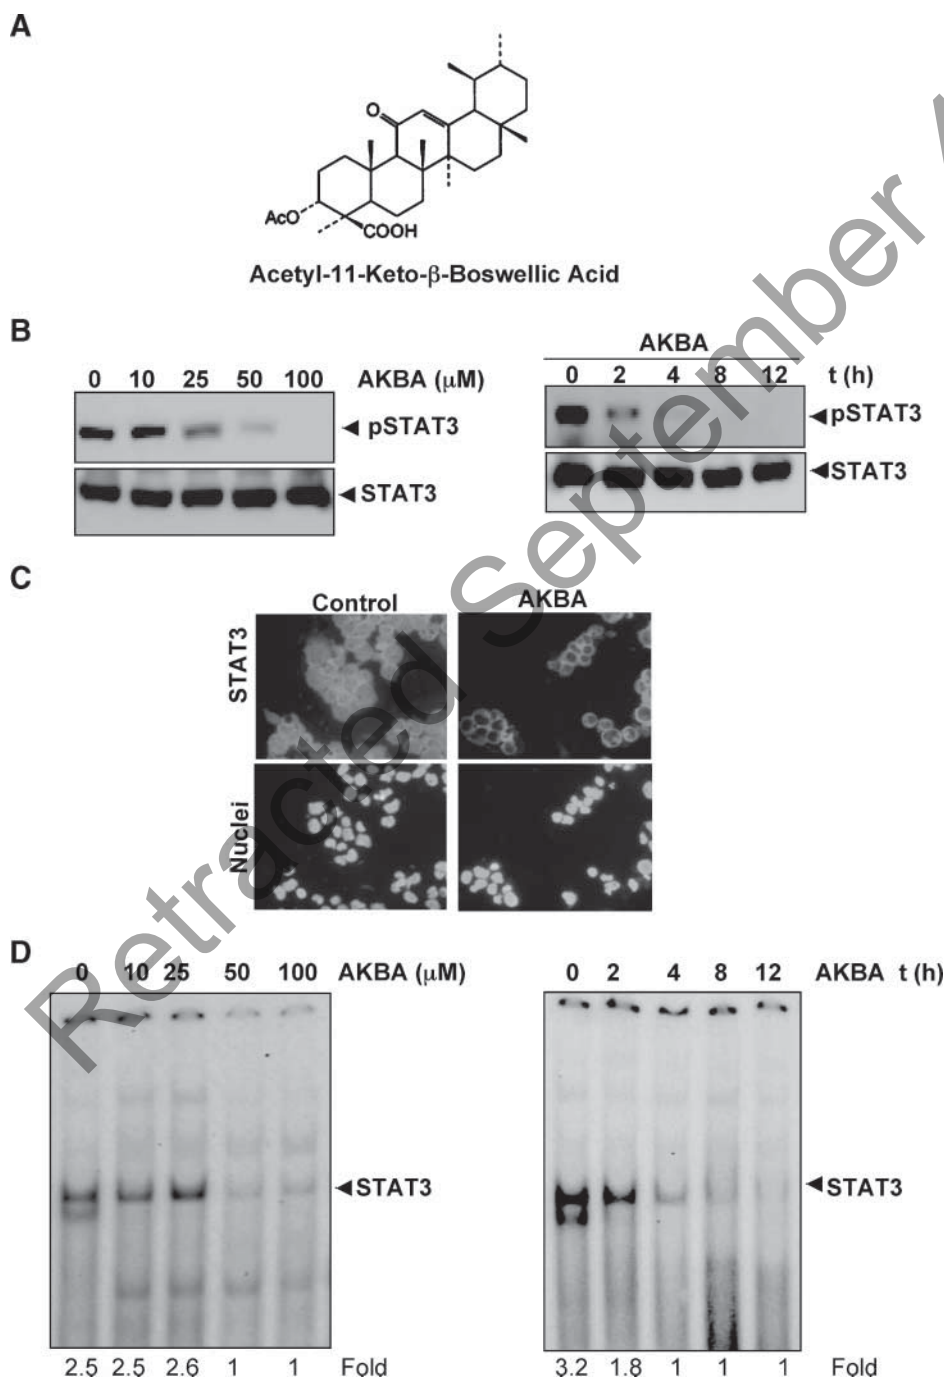 A
O
AcO
COOH
Acetyl-11-Keto-β-Boswellic Acid
B
0 10 25 50 100 AKBA (μM)
pSTAT3
STAT3
AKBA
0 2 4 8 12 t (h)
pSTAT3
STAT3
C
Control AKBA
STAT3
Nuclei
D
0 10 25 50 100 AKBA (μM)
STAT3
2.5 2.5 2.6 1 1 Fold
0 2 4 8 12 AKBA t (h)
STAT3
3.2 1.8 1 1 1 Fold
Retracted September